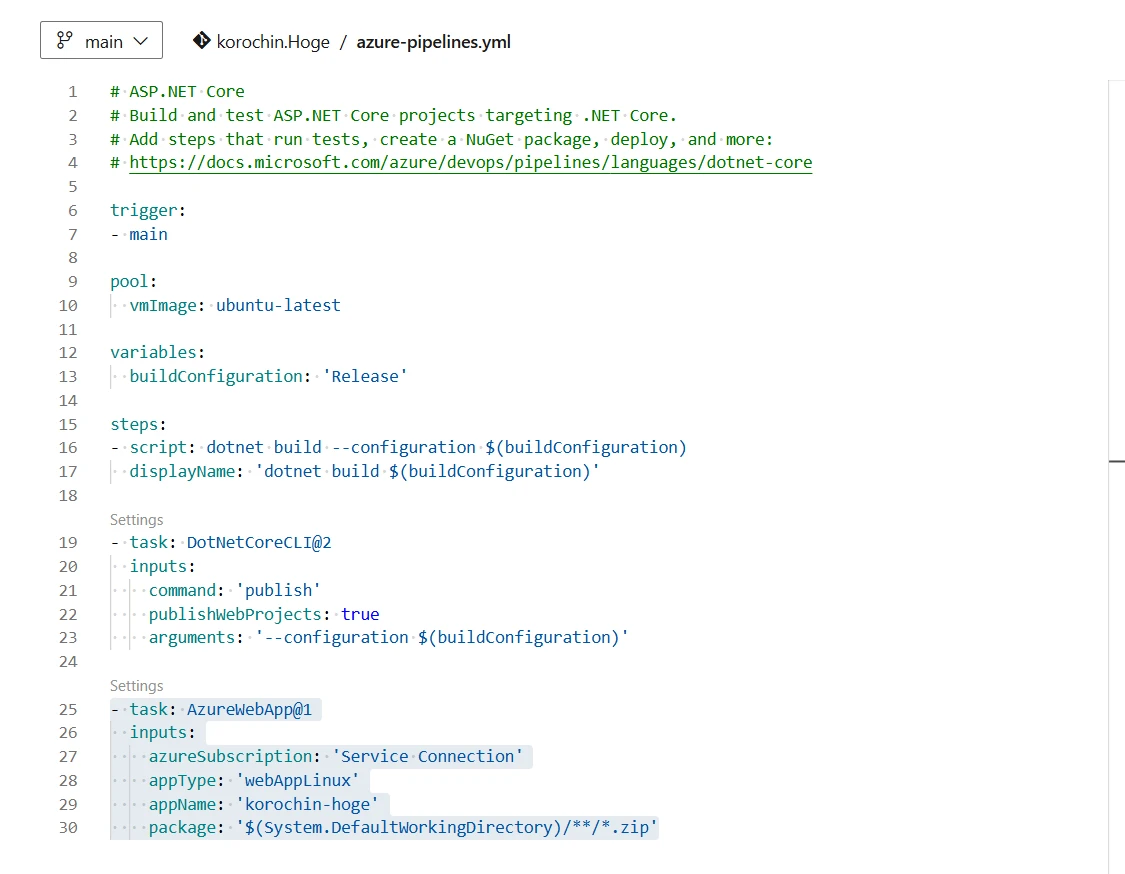 main korochin.Hoge / azure-pipelines.yml
1 # ASP.NET Core
2 # Build and test ASP.NET Core projects targeting .NET Core.
3 # Add steps that run tests, create a NuGet package, deploy, and more:
4 # https://docs.microsoft.com/azure/devops/pipelines/languages/dotnet-core
5
6 trigger:
7 - main
8
9 pool:
10   vmImage: ubuntu-latest
11
12 variables:
13   buildConfiguration: 'Release'
14
15 steps:
16 - script: dotnet build --configuration $(buildConfiguration)
17   displayName: 'dotnet build $(buildConfiguration)'
18
Settings
19 - task: DotNetCoreCLI@2
20   inputs:
21     command: 'publish'
22     publishWebProjects: true
23     arguments: '--configuration $(buildConfiguration)'
24
Settings
25 - task: AzureWebApp@1
26   inputs:
27     azureSubscription: 'Service Connection'
28     appType: 'webAppLinux'
29     appName: 'korochin-hoge'
30     package: '$(System.DefaultWorkingDirectory)/**/*.zip'